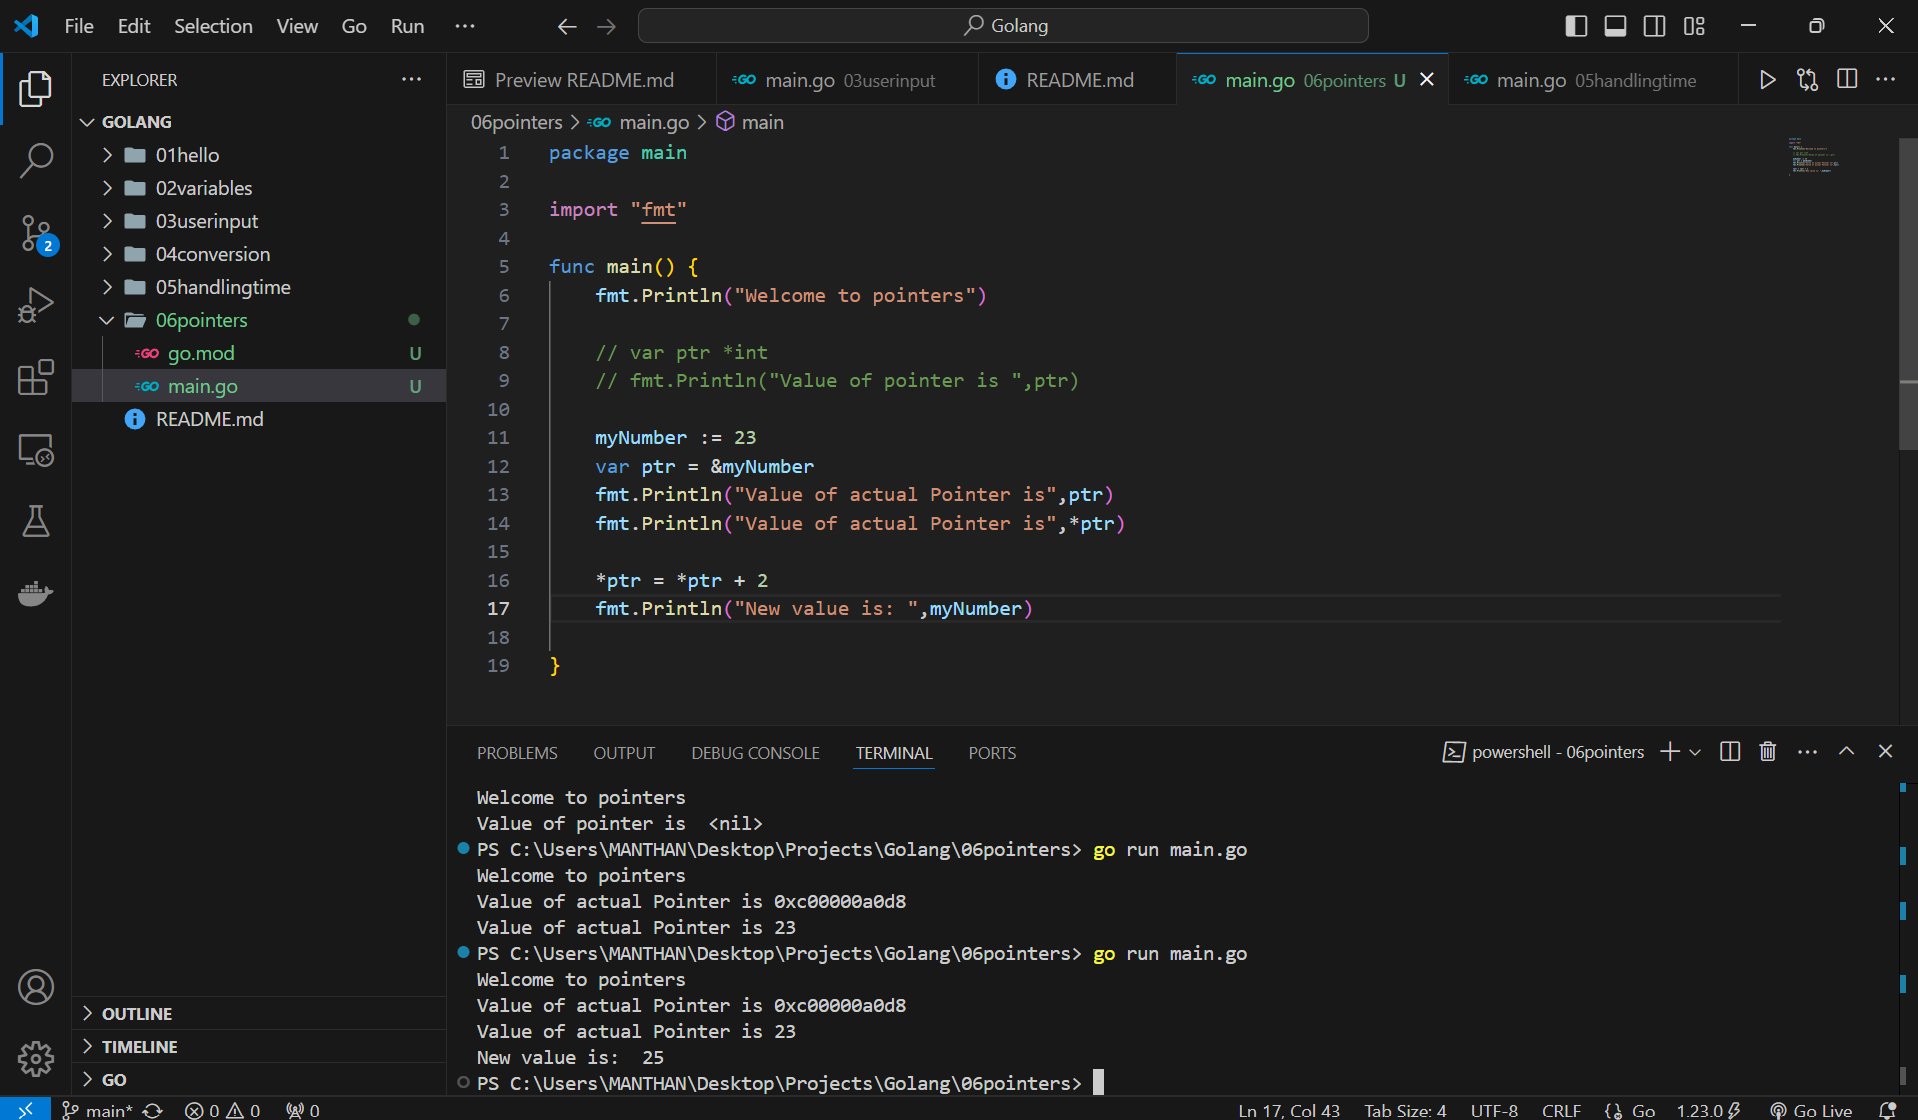 File Edit Selection View Go Run ··· Golang
EXPLORER ···
GOLANG
01hello
02variables
03userinput
04conversion
05handlingtime
06pointers
go.mod U
main.go U
README.md
OUTLINE
TIMELINE
GO
2
Preview README.md main.go 03userinput README.md main.go 06pointers U main.go 05handlingtime
06pointers > main.go > main
1 package main
2
3 import "fmt"
4
5 func main() {
6 fmt.Println("Welcome to pointers")
7
8 // var ptr *int
9 // fmt.Println("Value of pointer is ",ptr)
10
11 myNumber := 23
12 var ptr = &myNumber
13 fmt.Println("Value of actual Pointer is",ptr)
14 fmt.Println("Value of actual Pointer is",*ptr)
15
16 *ptr = *ptr + 2
17 fmt.Println("New value is: ",myNumber)
18
19 }
PROBLEMS OUTPUT DEBUG CONSOLE TERMINAL PORTS powershell - 06pointers
Welcome to pointers
Value of pointer is  <nil>
PS C:\Users\MANTHAN\Desktop\Projects\Golang\06pointers> go run main.go
Welcome to pointers
Value of actual Pointer is 0xc00000a0d8
Value of actual Pointer is 23
PS C:\Users\MANTHAN\Desktop\Projects\Golang\06pointers> go run main.go
Welcome to pointers
Value of actual Pointer is 0xc00000a0d8
Value of actual Pointer is 23
New value is:  25
PS C:\Users\MANTHAN\Desktop\Projects\Golang\06pointers>
main* 0 0 0 Ln 17, Col 43 Tab Size: 4 UTF-8 CRLF Go 1.23.0 Go Live